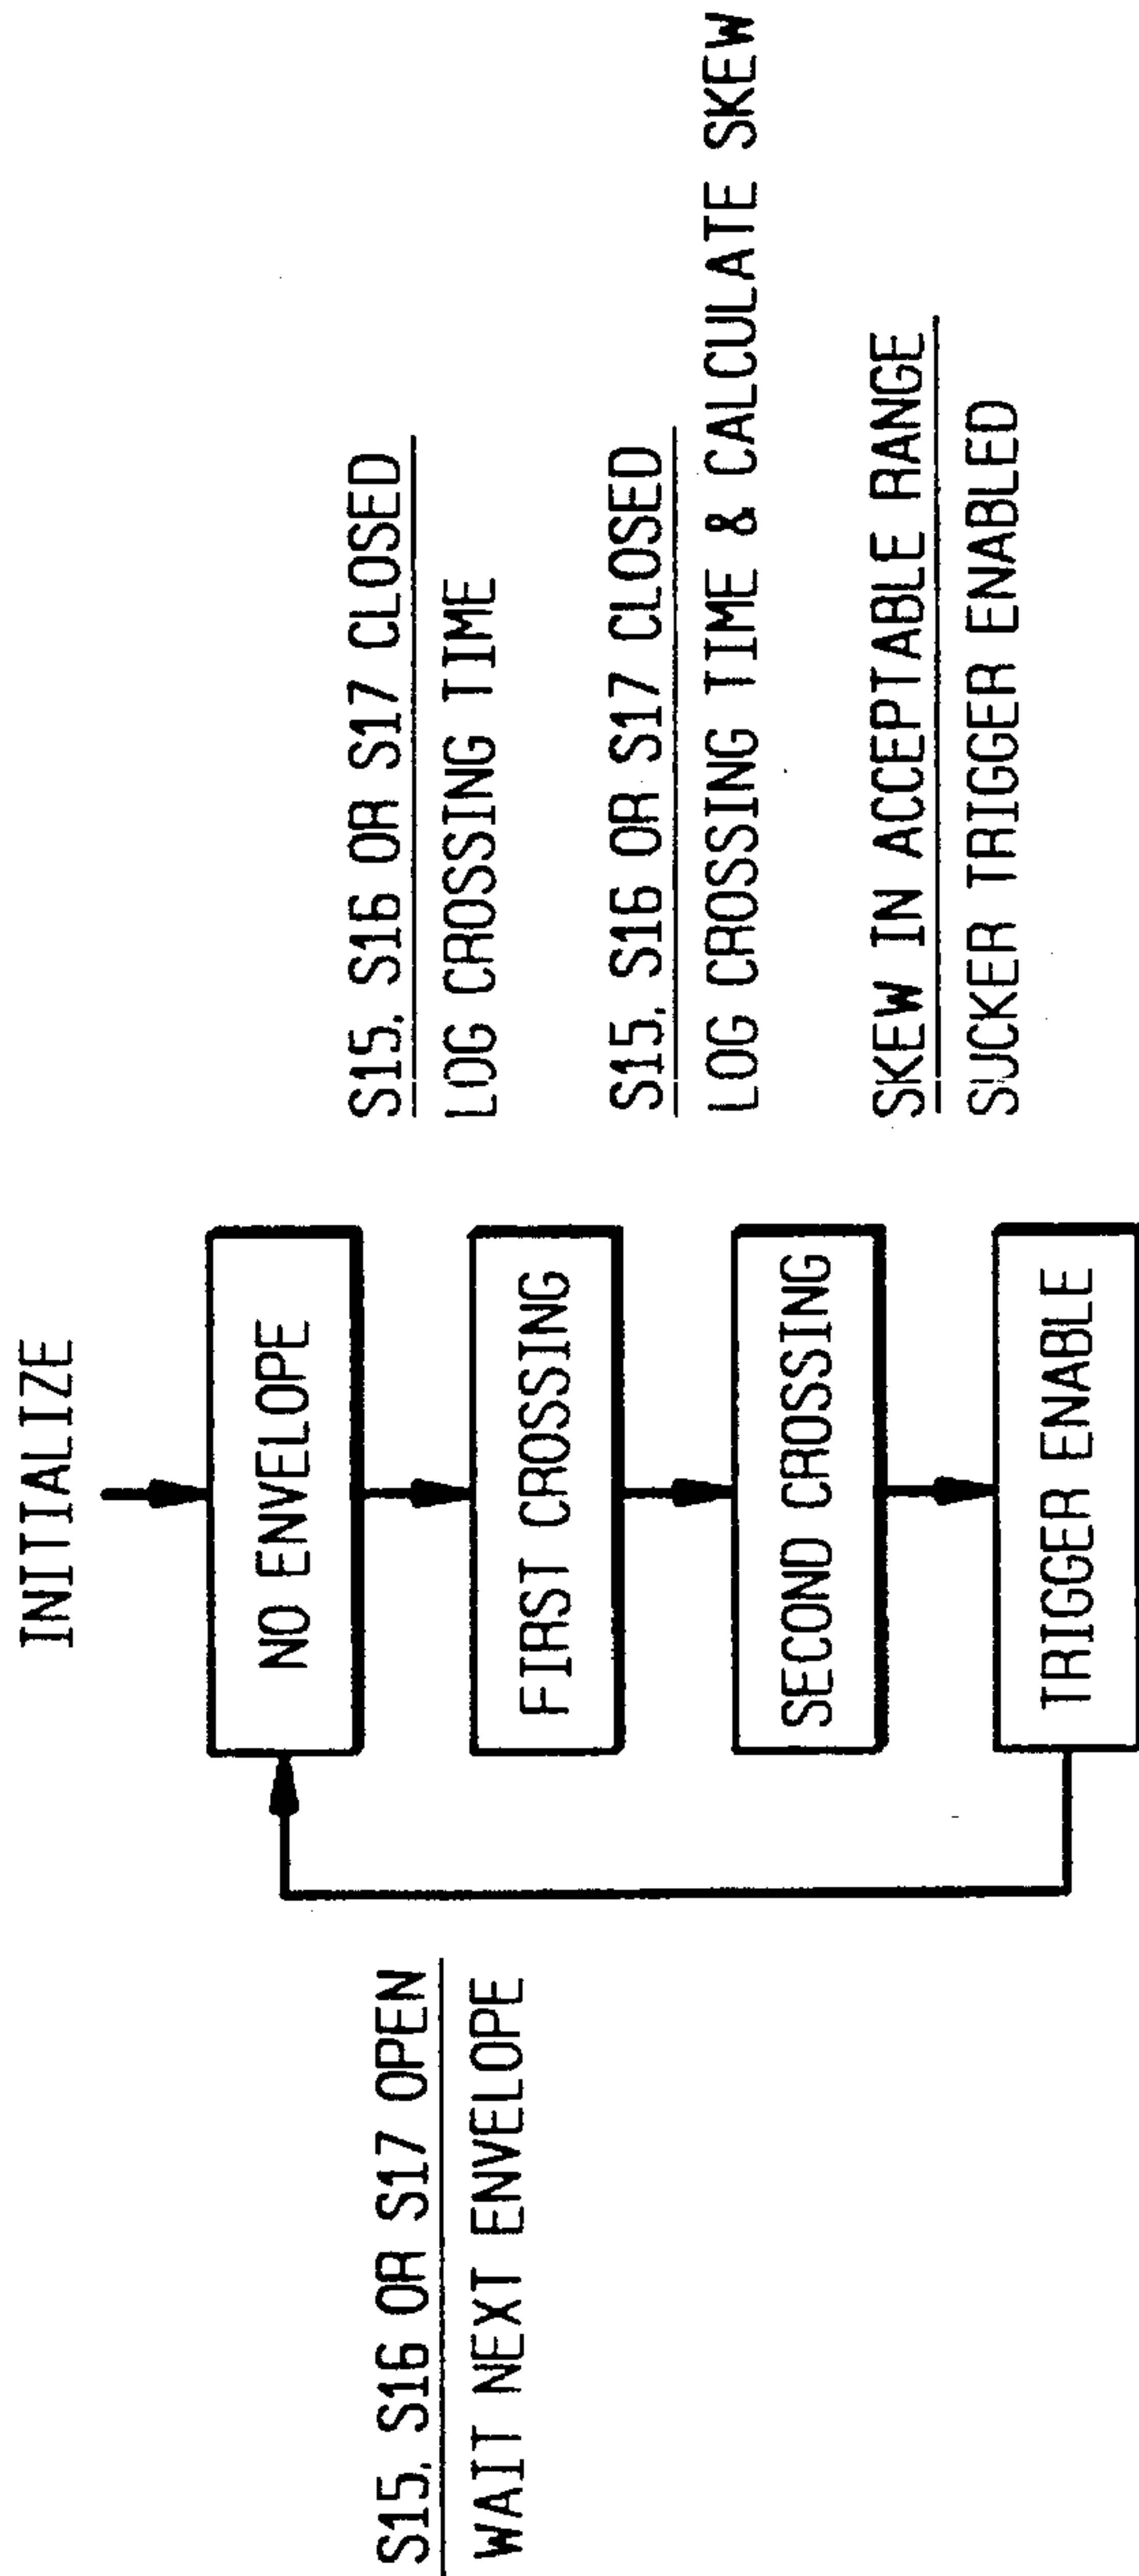 INITIALIZE
NO ENVELOPE
S15, S16 OR S17 CLOSED
LOG CROSSING TIME
FIRST CROSSING
S15, S16 OR S17 CLOSED
LOG CROSSING TIME & CALCULATE SKEW
SECOND CROSSING
SKEW IN ACCEPTABLE RANGE
SUCKER TRIGGER ENABLED
TRIGGER ENABLE
S15, S16 OR S17 OPEN
WAIT NEXT ENVELOPE